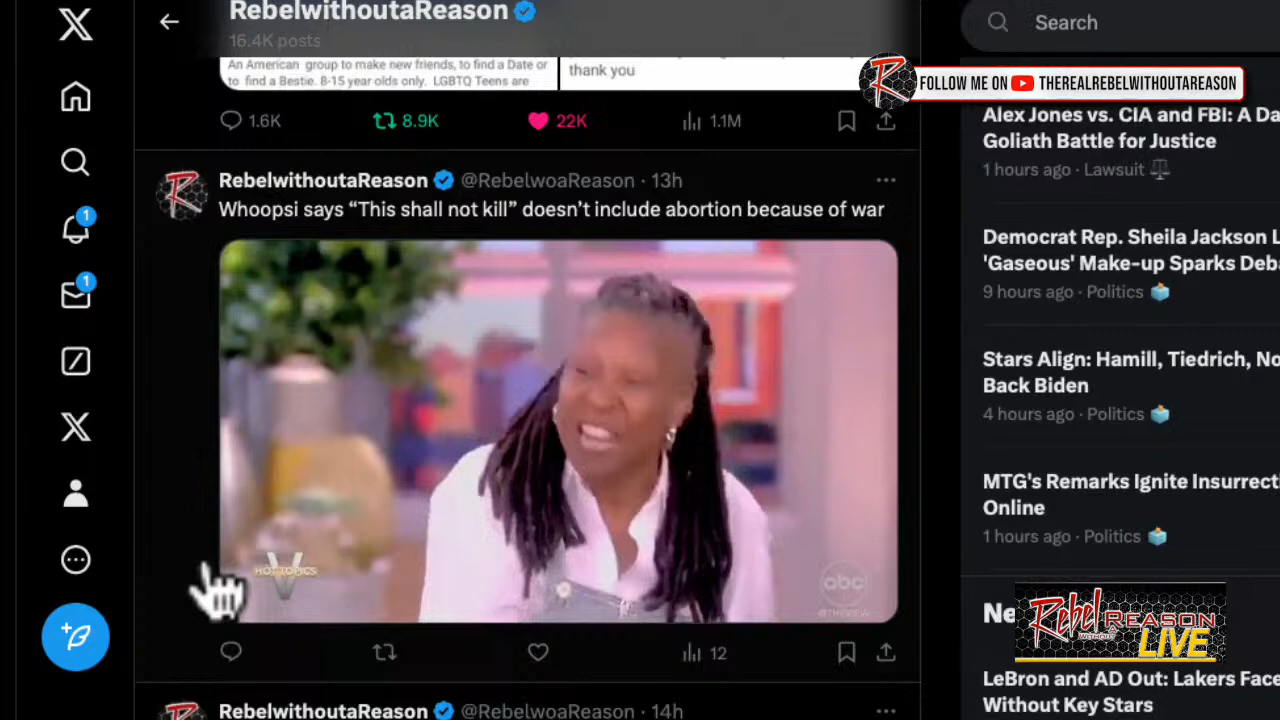 RebelwithoutaReason
16.4K posts
Search
An American group to make new friends, to find a Date or
to find a Bestie. 8-15 year olds only. LGBTQ Teens are
thank you
FOLLOW ME ON THEREALREBELWITHOUTAREASON
1.6K 8.9K 22K 1.1M
Alex Jones vs. CIA and FBI: A Da
Goliath Battle for Justice
1 hours ago · Lawsuit
RebelwithoutaReason @RebelwoaReason · 13h
Whoopsi says “This shall not kill” doesn’t include abortion because of war
Democrat Rep. Sheila Jackson L
'Gaseous' Make-up Sparks Deba
9 hours ago · Politics
Stars Align: Hamill, Tiedrich, No
Back Biden
4 hours ago · Politics
MTG's Remarks Ignite Insurrect
Online
1 hours ago · Politics
HOT TOPICS
abc
12
1
1
Ne
Rebel WITHOUT REASON LIVE
LeBron and AD Out: Lakers Face
Without Key Stars
RebelwithoutaReason @RebelwoaReason · 14h